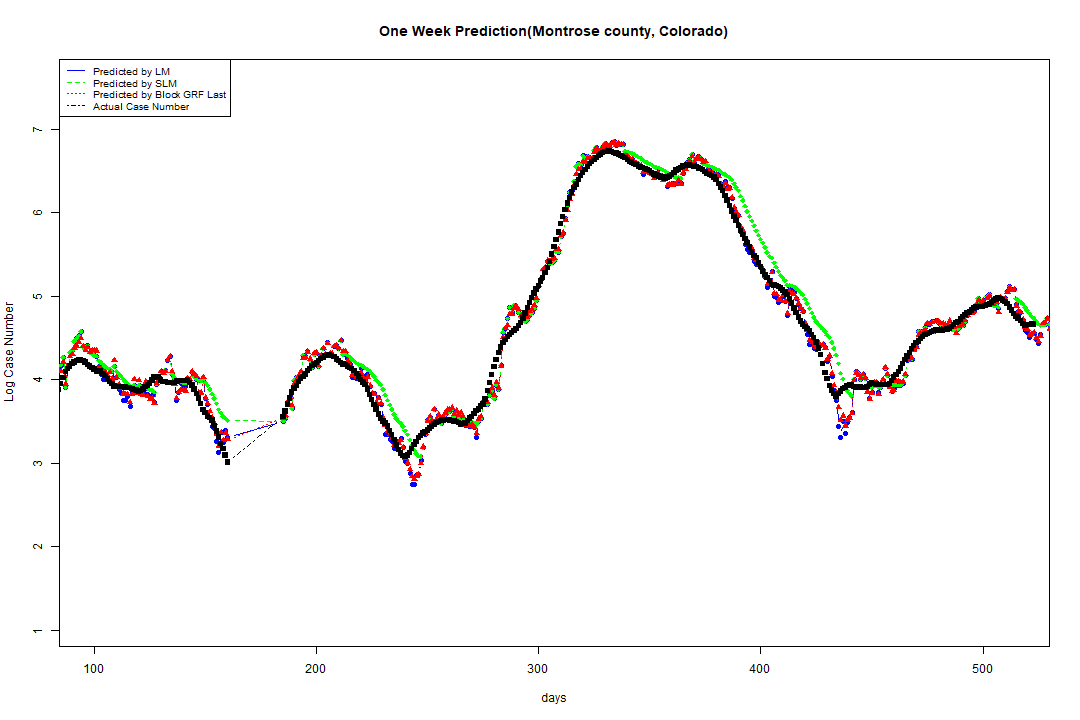 One Week Prediction(Montrose county, Colorado)
Predicted by LM
Predicted by SLM
Predicted by Block GRF Last
Actual Case Number
7
6
5
4
3
2
1
Log Case Number
100 200 300 400 500
days